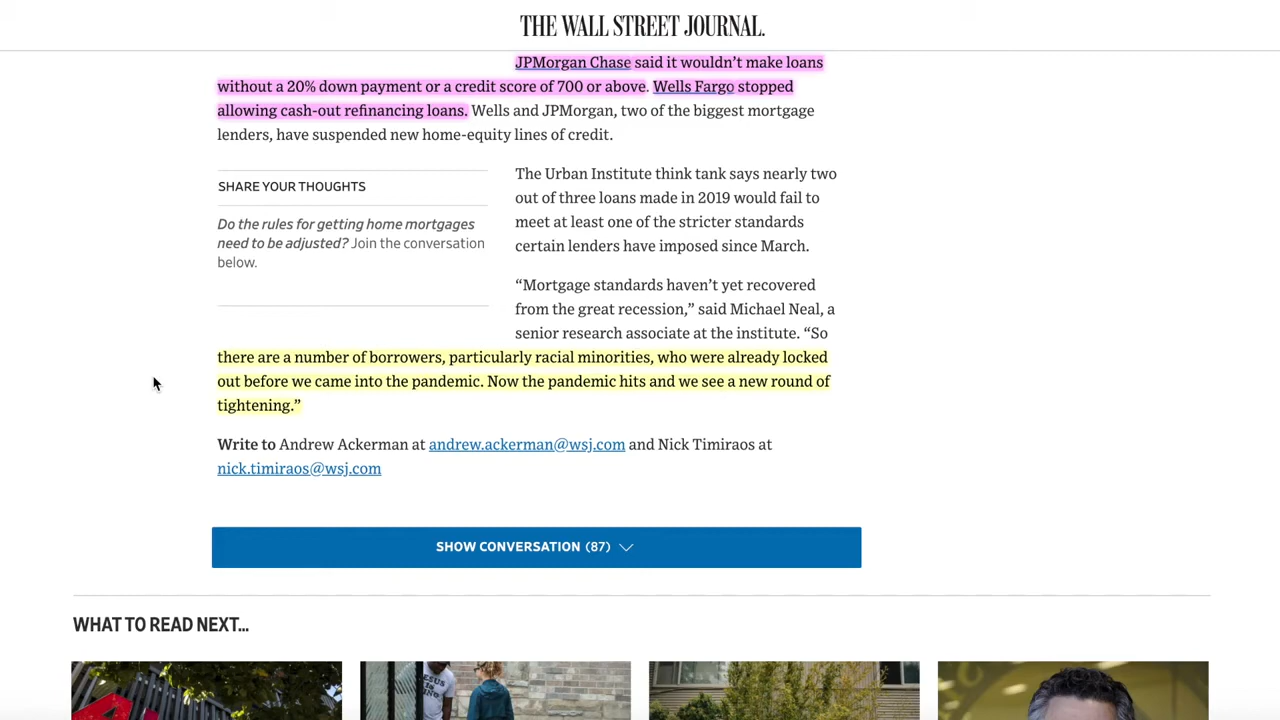 THE WALL STREET JOURNAL.
JPMorgan Chase said it wouldn’t make loans
without a 20% down payment or a credit score of 700 or above. Wells Fargo stopped
allowing cash-out refinancing loans. Wells and JPMorgan, two of the biggest mortgage
lenders, have suspended new home-equity lines of credit.
SHARE YOUR THOUGHTS
Do the rules for getting home mortgages
need to be adjusted? Join the conversation
below.
The Urban Institute think tank says nearly two
out of three loans made in 2019 would fail to
meet at least one of the stricter standards
certain lenders have imposed since March.
“Mortgage standards haven’t yet recovered
from the great recession,” said Michael Neal, a
senior research associate at the institute. “So
there are a number of borrowers, particularly racial minorities, who were already locked
out before we came into the pandemic. Now the pandemic hits and we see a new round of
tightening.”
Write to Andrew Ackerman at andrew.ackerman@wsj.com and Nick Timiraos at
nick.timiraos@wsj.com
SHOW CONVERSATION (87)
WHAT TO READ NEXT...